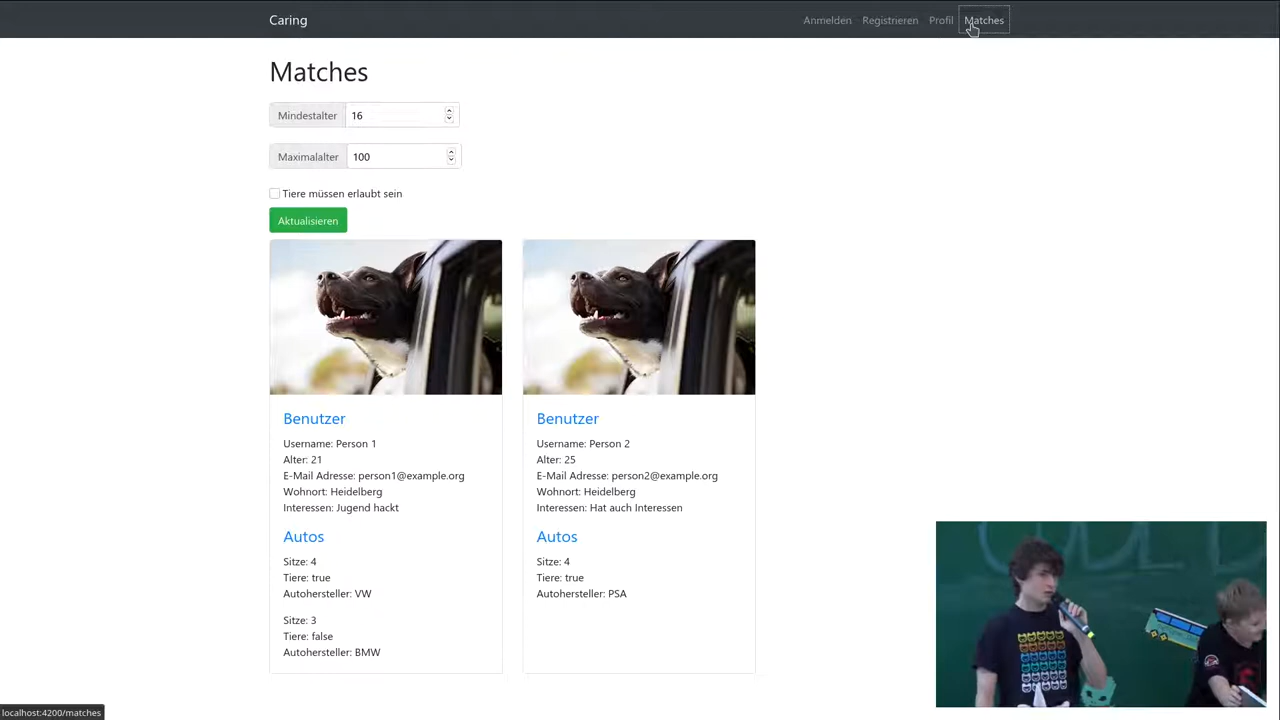 Caring
Anmelden Registrieren Profil Matches
Matches
Mindestalter 16
Maximalalter 100
Tiere müssen erlaubt sein
Aktualisieren
Benutzer
Username: Person 1
Alter: 21
E-Mail Adresse: person1@example.org
Wohnort: Heidelberg
Interessen: Jugend hackt
Autos
Sitze: 4
Tiere: true
Autohersteller: VW
Sitze: 3
Tiere: false
Autohersteller: BMW
Benutzer
Username: Person 2
Alter: 25
E-Mail Adresse: person2@example.org
Wohnort: Heidelberg
Interessen: Hat auch Interessen
Autos
Sitze: 4
Tiere: true
Autohersteller: PSA
localhost:4200/matches